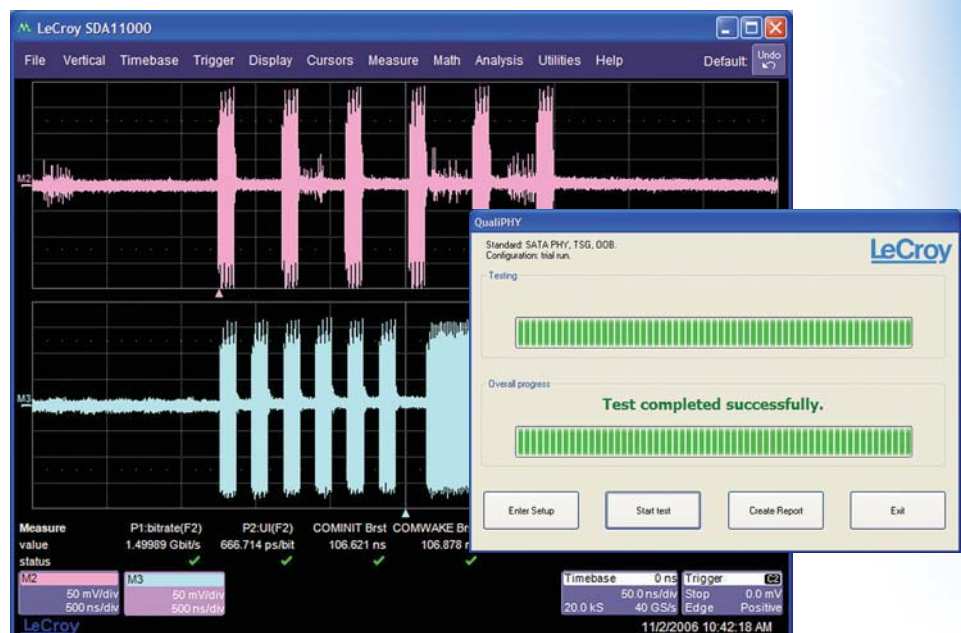 LeCroy SDA11000
File Vertical Timebase Trigger Display Cursors Measure Math Analysis Utilities Help Default: Undo
M2
M3
QualiPHY
Standard: SATA PHY, TSG, OOB.
Configuration: trial run.
LeCroy
Testing
Overall progress
Test completed successfully.
Enter Setup Start test Create Report Exit
Measure P1:bitrate(F2) P2:UI(F2) COMINIT Brst COMWAKE
value 1.49989 Gbit/s 666.714 ps/bit 106.621 ns 106.878
status
M2
50 mV/div
500 ns/div
M3
50 mV/div
500 ns/div
Timebase 0 ns
50.0 ns/div
20.0 kS 40 GS/s
Trigger C2
Stop 0.0 mV
Edge Positive
LeCroy
11/2/2006 10:42:18 AM